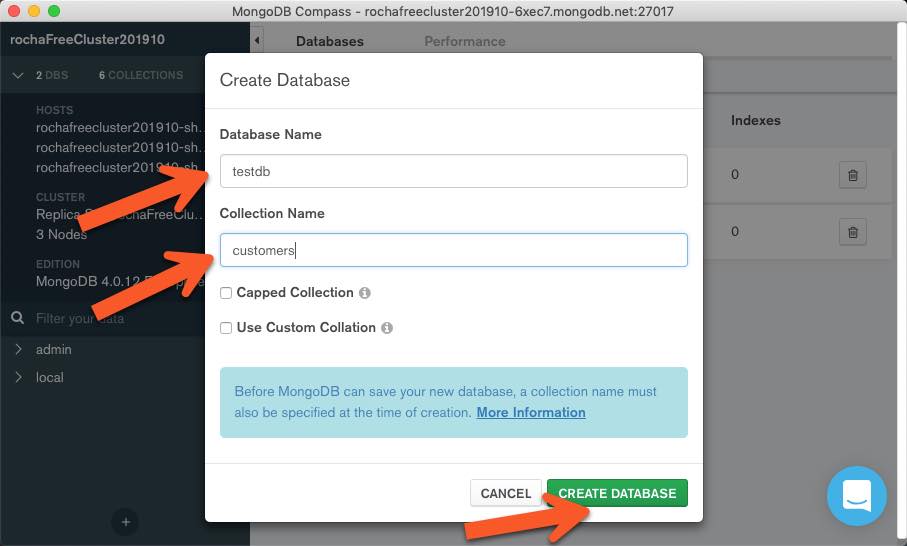 MongoDB Compass - rochafreecluster201910-6xec7.mongodb.net:27017
rochaFreeCluster201910
2 DBS 6 COLLECTIONS
HOSTS
rochafreecluster201910-sh...
rochafreecluster201910-sh...
rochafreecluster201910-sh
CLUSTER
Replica
3 Nodes
EDITION
MongoDB 4.0.12
Filter your data
admin
local
Databases Performance
Indexes
0
0
Create Database
Database Name
testdb
Collection Name
customers
Capped Collection
Use Custom Collation
Before MongoDB can save your new database, a collection name must
also be specified at the time of creation. More Information
CANCEL CREATE DATABASE